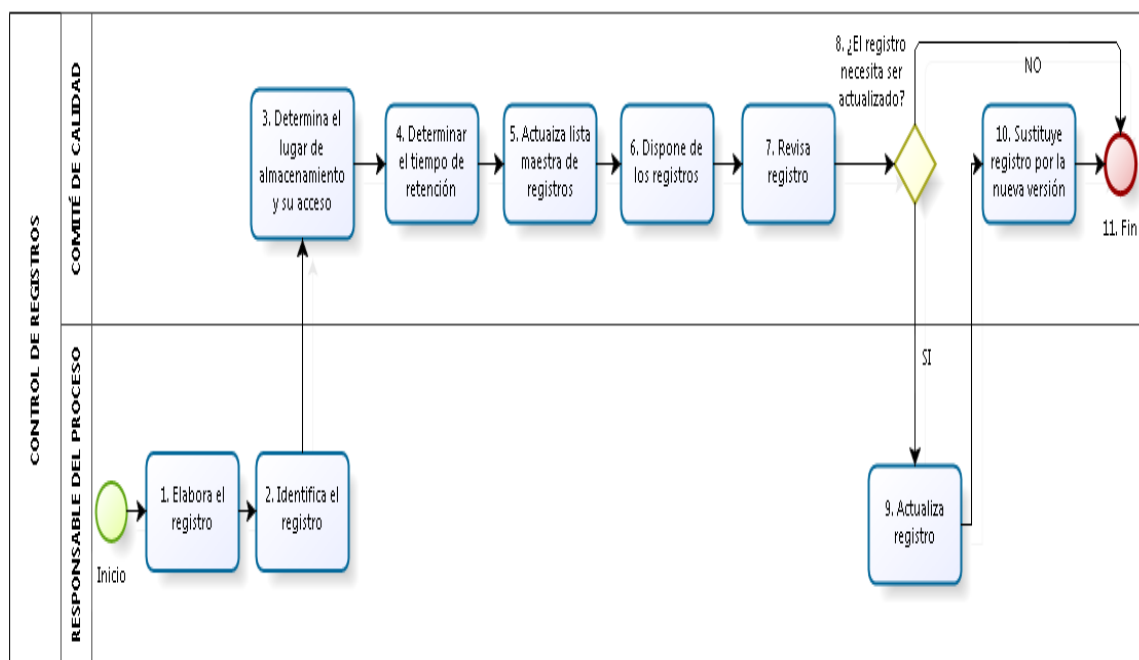 CONTROL DE REGISTROS
COMITÉ DE CALIDAD
3. Determina el
lugar de
almacenamiento
y su acceso
4. Determinar
el tiempo de
retención
5. Actuaiza lista
maestra de
registros
6. Dispone de
los registros
7. Revisa
registro
8. ¿El registro
necesita ser
actualizado?
NO
10. Sustituye
registro por la
nueva versión
11. Fin
SI
RESPONSABLE DEL PROCESO
Inicio
1. Elabora el
registro
2. Identifica el
registro
9. Actualiza
registro